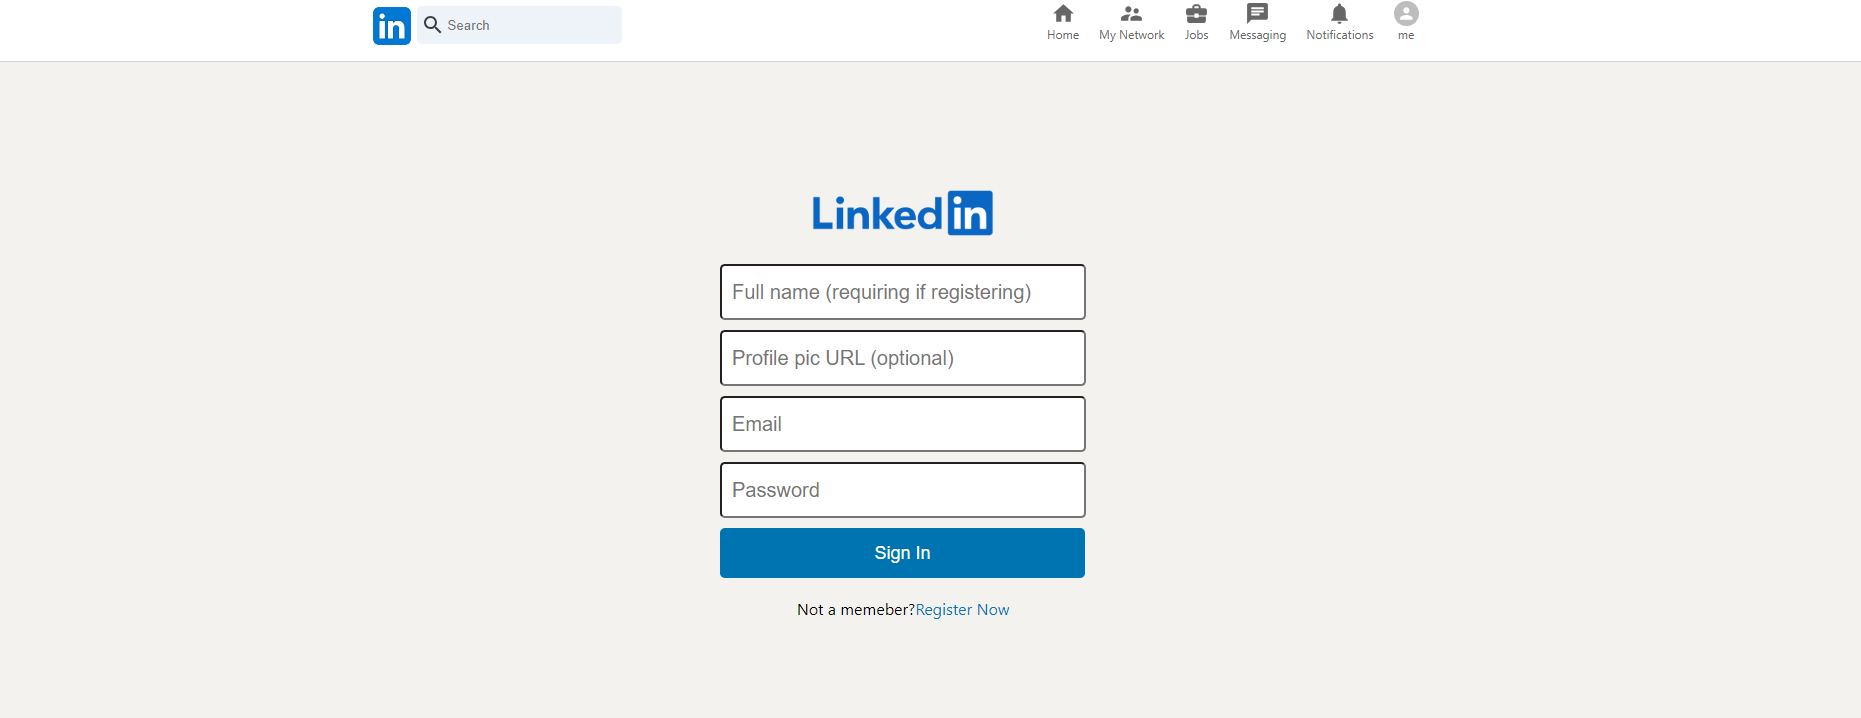 in Search Home My Network Jobs Messaging Notifications me
Linkedin
Full name (requiring if registering)
Profile pic URL (optional)
Email
Password
Sign In
Not a memeber?Register Now